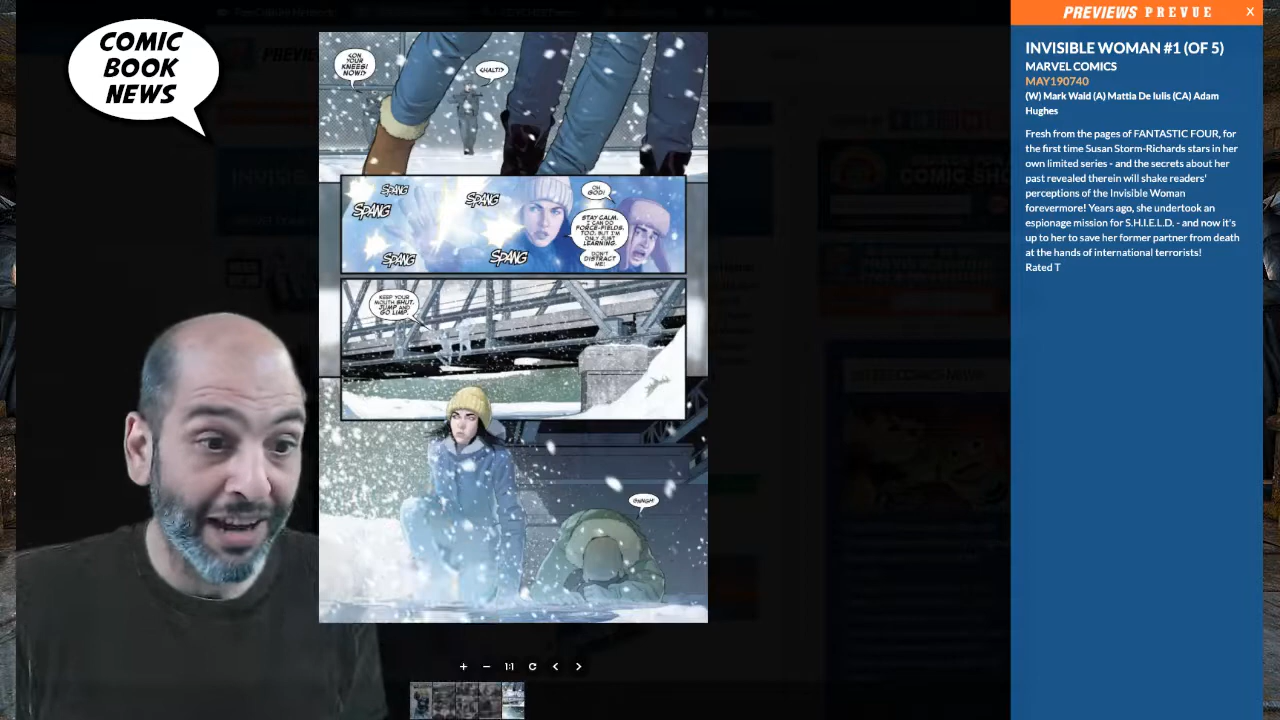 COMIC
BOOK
NEWS
PREVIEWS PREVUE X
INVISIBLE WOMAN #1 (OF 5)
MARVEL COMICS
MAY190740
(W) Mark Waid (A) Mattia De Iulis (CA) Adam
Hughes
Fresh from the pages of FANTASTIC FOUR, for
the first time Susan Storm-Richards stars in her
own limited series - and the secrets about her
past revealed therein will shake readers'
perceptions of the Invisible Woman
forevermore! Years ago, she undertook an
espionage mission for S.H.I.E.L.D. - and now it's
up to her to save her former partner from death
at the hands of international terrorists!
Rated T
<ON
YOUR
KNEES!
NOW!>
<HALT!>
SPANG
SPANG
SPANG
SPANG
SPANG
OH
GOD!
STAY CALM.
I CAN DO
FORCE-FIELDS,
TOO, BUT I'M
ONLY JUST
LEARNING.
DON'T
DISTRACT
ME!
KEEP YOUR
MOUTH SHUT.
JUMP AND
GO LIMP.
1:1